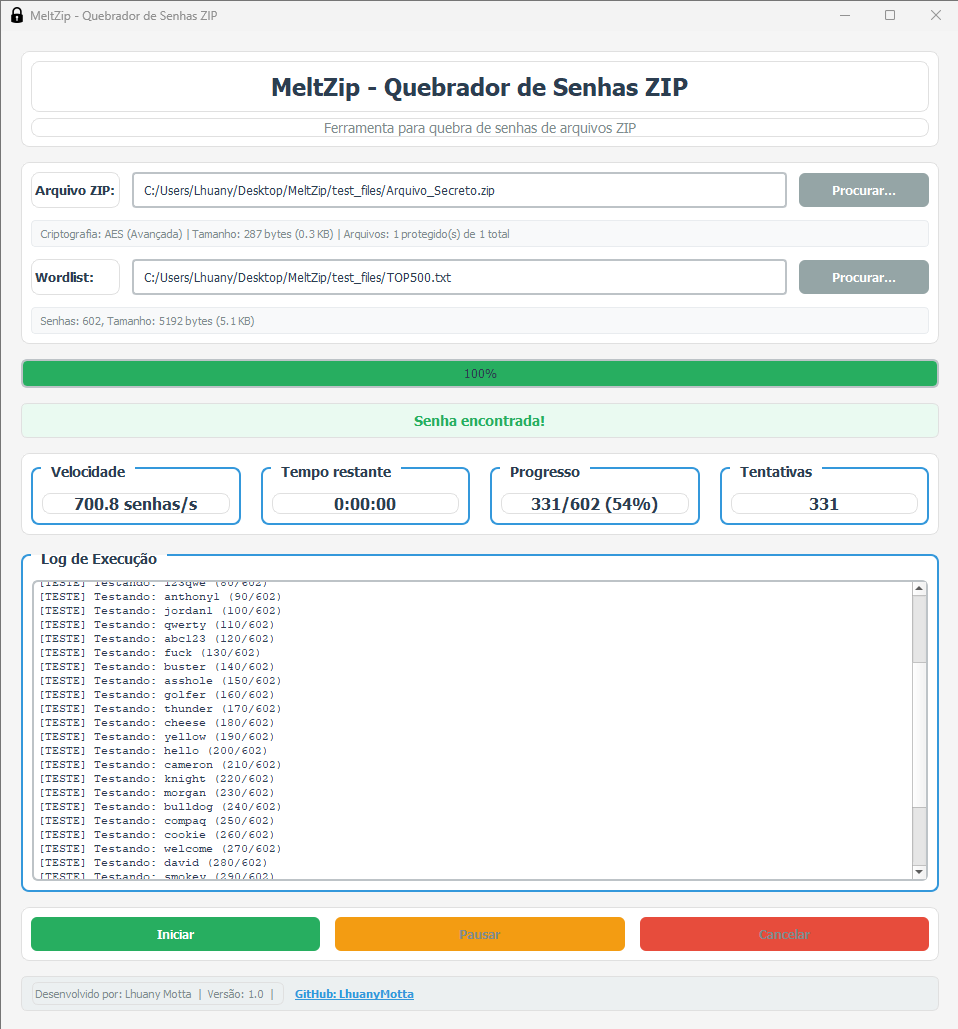 MeltZip - Quebrador de Senhas ZIP
MeltZip - Quebrador de Senhas ZIP
Ferramenta para quebra de senhas de arquivos ZIP
Arquivo ZIP: C:/Users/Lhuany/Desktop/MeltZip/test_files/Arquivo_Secreto.zip Procurar...
Criptografia: AES (Avançada) | Tamanho: 287 bytes (0.3 KB) | Arquivos: 1 protegido(s) de 1 total
Wordlist: C:/Users/Lhuany/Desktop/MeltZip/test_files/TOP500.txt Procurar...
Senhas: 602, Tamanho: 5192 bytes (5.1 KB)
100%
Senha encontrada!
Velocidade Tempo restante Progresso Tentativas
700.8 senhas/s 0:00:00 331/602 (54%) 331
Log de Execução
[TESTE] Testando: 123qwe (80/602)
[TESTE] Testando: anthony1 (90/602)
[TESTE] Testando: jordan1 (100/602)
[TESTE] Testando: qwerty (110/602)
[TESTE] Testando: abc123 (120/602)
[TESTE] Testando: fuck (130/602)
[TESTE] Testando: buster (140/602)
[TESTE] Testando: asshole (150/602)
[TESTE] Testando: golfer (160/602)
[TESTE] Testando: thunder (170/602)
[TESTE] Testando: cheese (180/602)
[TESTE] Testando: yellow (190/602)
[TESTE] Testando: hello (200/602)
[TESTE] Testando: cameron (210/602)
[TESTE] Testando: knight (220/602)
[TESTE] Testando: morgan (230/602)
[TESTE] Testando: bulldog (240/602)
[TESTE] Testando: compaq (250/602)
[TESTE] Testando: cookie (260/602)
[TESTE] Testando: welcome (270/602)
[TESTE] Testando: david (280/602)
[TESTE] Testando: smokey (290/602)
Iniciar Pausar Cancelar
Desenvolvido por: Lhuany Motta | Versão: 1.0 | GitHub: LhuanyMotta